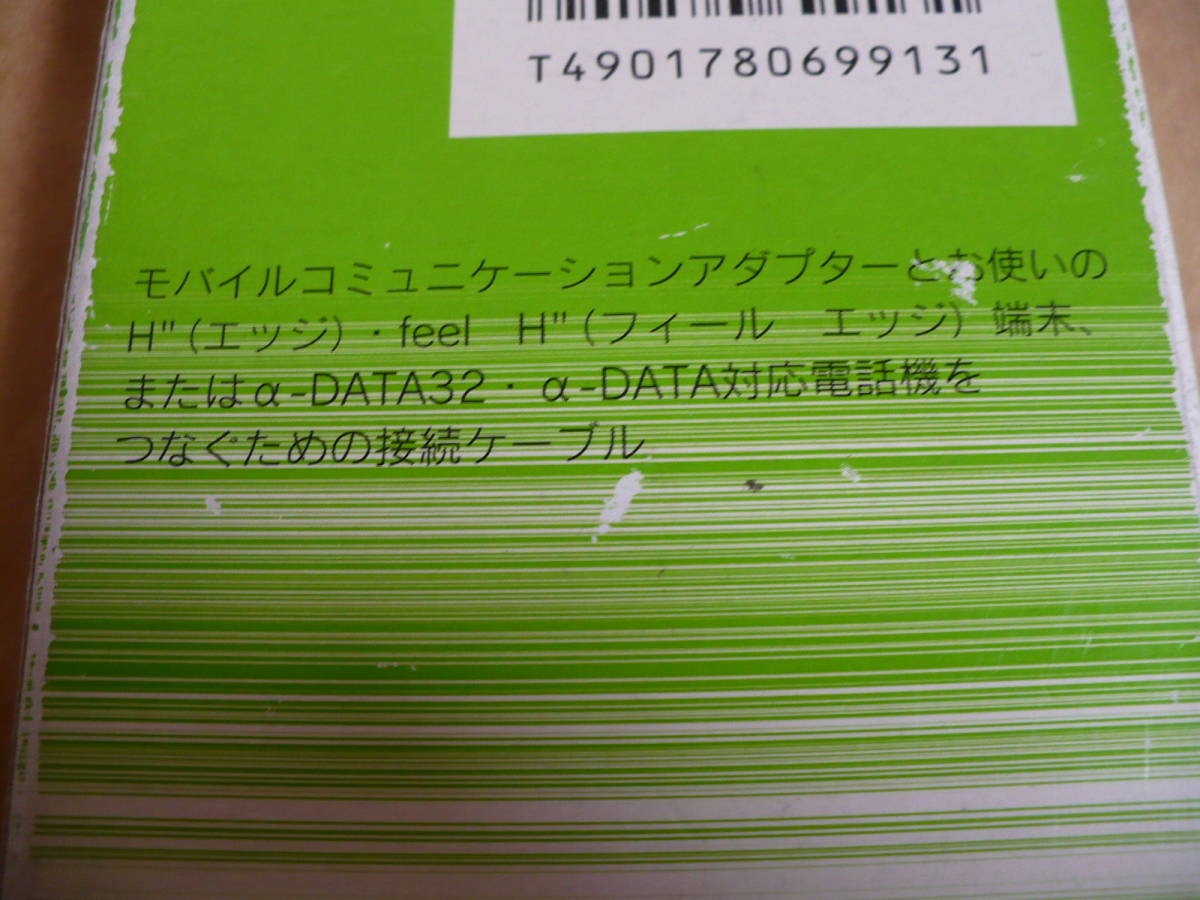 T4901780699131
モバイルコミュニケーションアダプターとお使いの
H"(エッジ)・feel　H"(フィール　エッジ)端末、
またはα-DATA32・α-DATA対応電話機を
つなぐための接続ケーブル